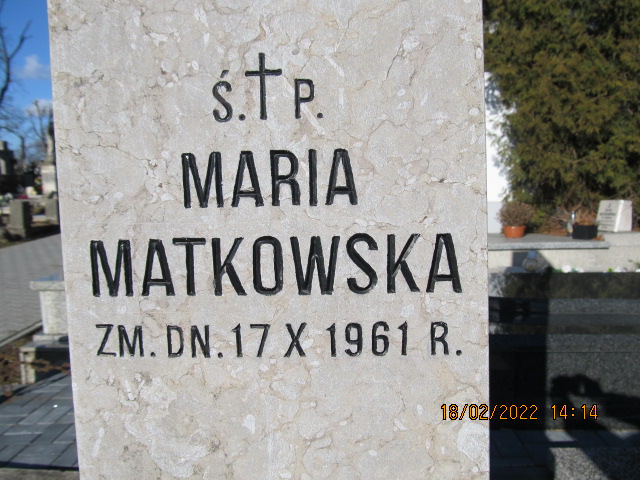 Ś. † P.
MARIA
MATKOWSKA
ZM. DN. 17 X 1961 R.
18/02/2022 14:14